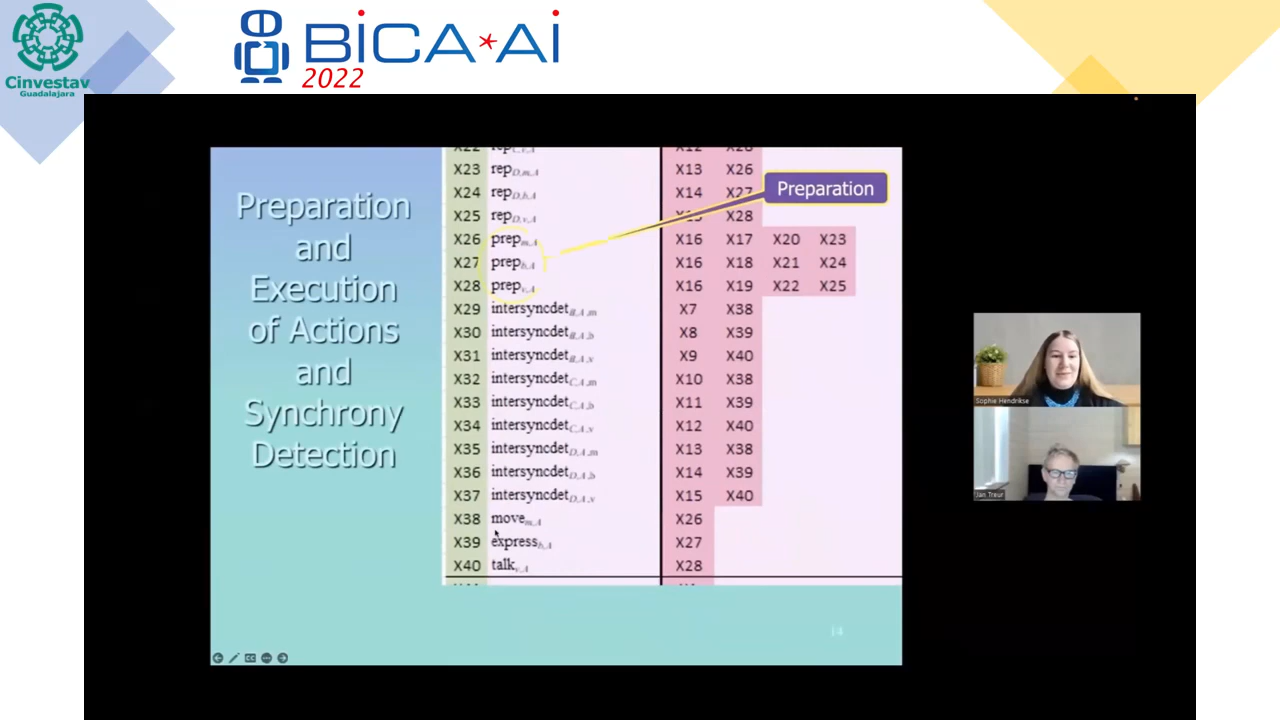 Cinvestav
Guadalajara
BiCA*Ai
2022
Preparation
and
Execution
of Actions
and
Synchrony
Detection
X23 rep D,m,A X13 X26
X24 rep D,b,A X14 X27
X25 rep D,v,A X15 X28
Preparation
X26 prep m,A X16 X17 X20 X23
X27 prep b,A X16 X18 X21 X24
X28 prep v,A X16 X19 X22 X25
X29 intersyncdet B,A,m X7 X38
X30 intersyncdet B,A,b X8 X39
X31 intersyncdet B,A,v X9 X40
X32 intersyncdet C,A,m X10 X38
X33 intersyncdet C,A,b X11 X39
X34 intersyncdet C,A,v X12 X40
X35 intersyncdet D,A,m X13 X38
X36 intersyncdet D,A,b X14 X39
X37 intersyncdet D,A,v X15 X40
X38 move m,A X26
X39 express b,A X27
X40 talk v,A X28
14
Sophie Hendrikse
Jan Treur